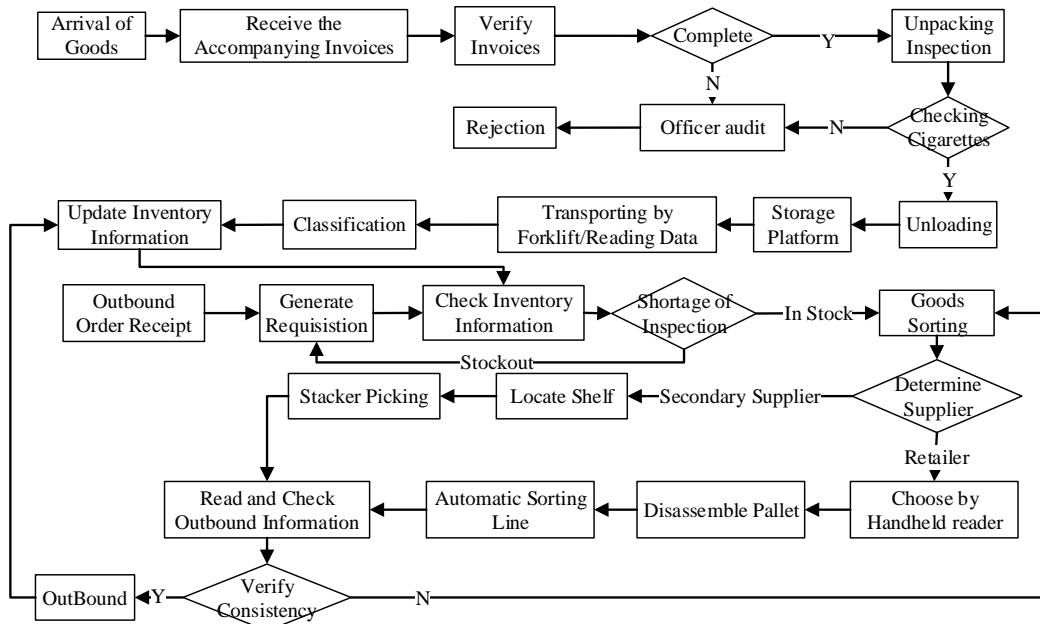 Arrival of
Goods
Receive the
Accompanying Invoices
Verify
Invoices
Complete
Y
Unpacking
Inspection
N
Rejection
Officer audit
N
Checking
Cigarettes
Y
Update Inventory
Information
Classification
Transporting by
Forklift/Reading Data
Storage
Platform
Unloading
Outbound
Order Receipt
Generate
Requisistion
Check Inventory
Information
Shortage of
Inspection
In Stock
Goods
Sorting
Stockout
Stacker Picking
Locate Shelf
Secondary Supplier
Determine
Supplier
Retailer
Read and Check
Outbound Information
Automatic Sorting
Line
Disassemble Pallet
Choose by
Handheld reader
OutBound
Y
Verify
Consistency
N